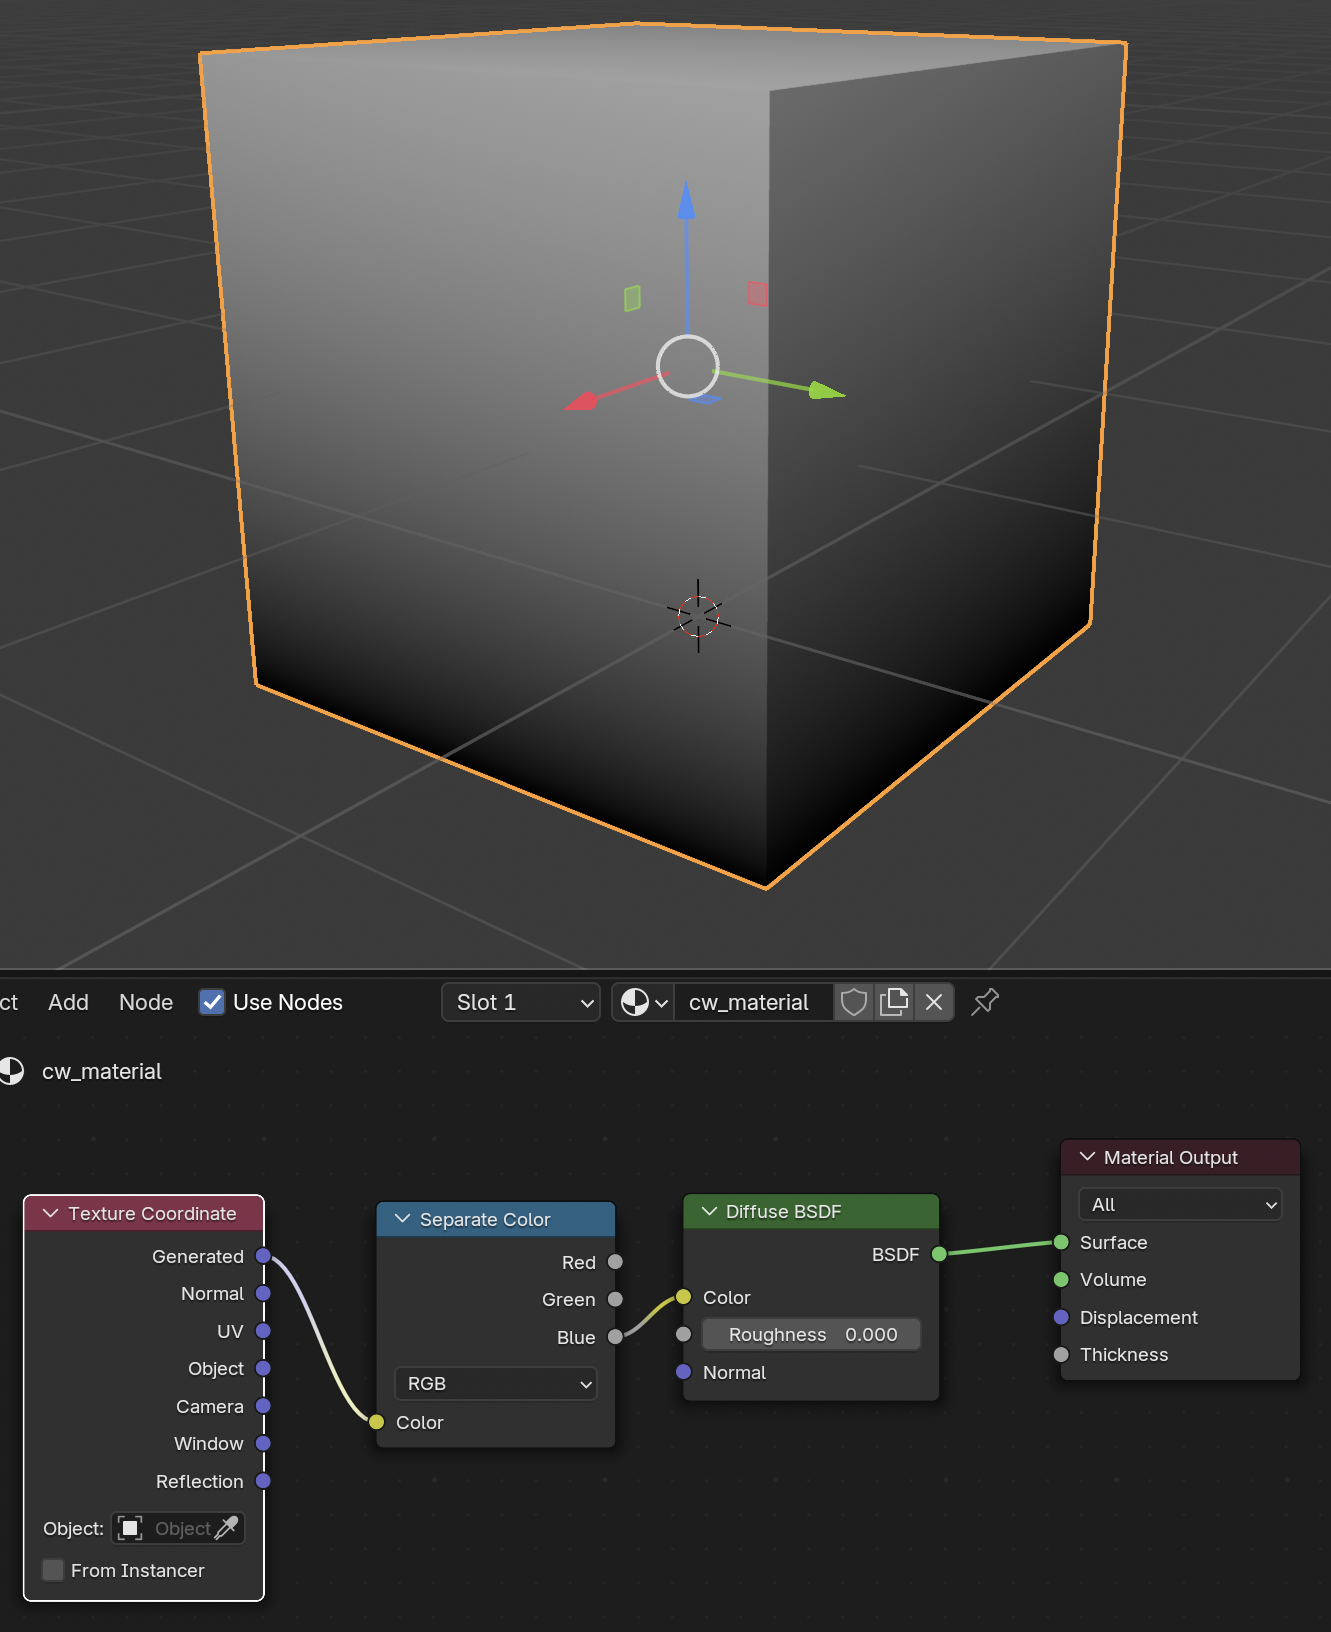 ct Add Node Use Nodes Slot 1 cw_material
cw_material
Texture Coordinate
Generated
Normal
UV
Object
Camera
Window
Reflection
Object: Object
From Instancer
Separate Color
Red
Green
Blue
RGB
Color
Diffuse BSDF
BSDF
Color
Roughness 0.000
Normal
Material Output
All
Surface
Volume
Displacement
Thickness